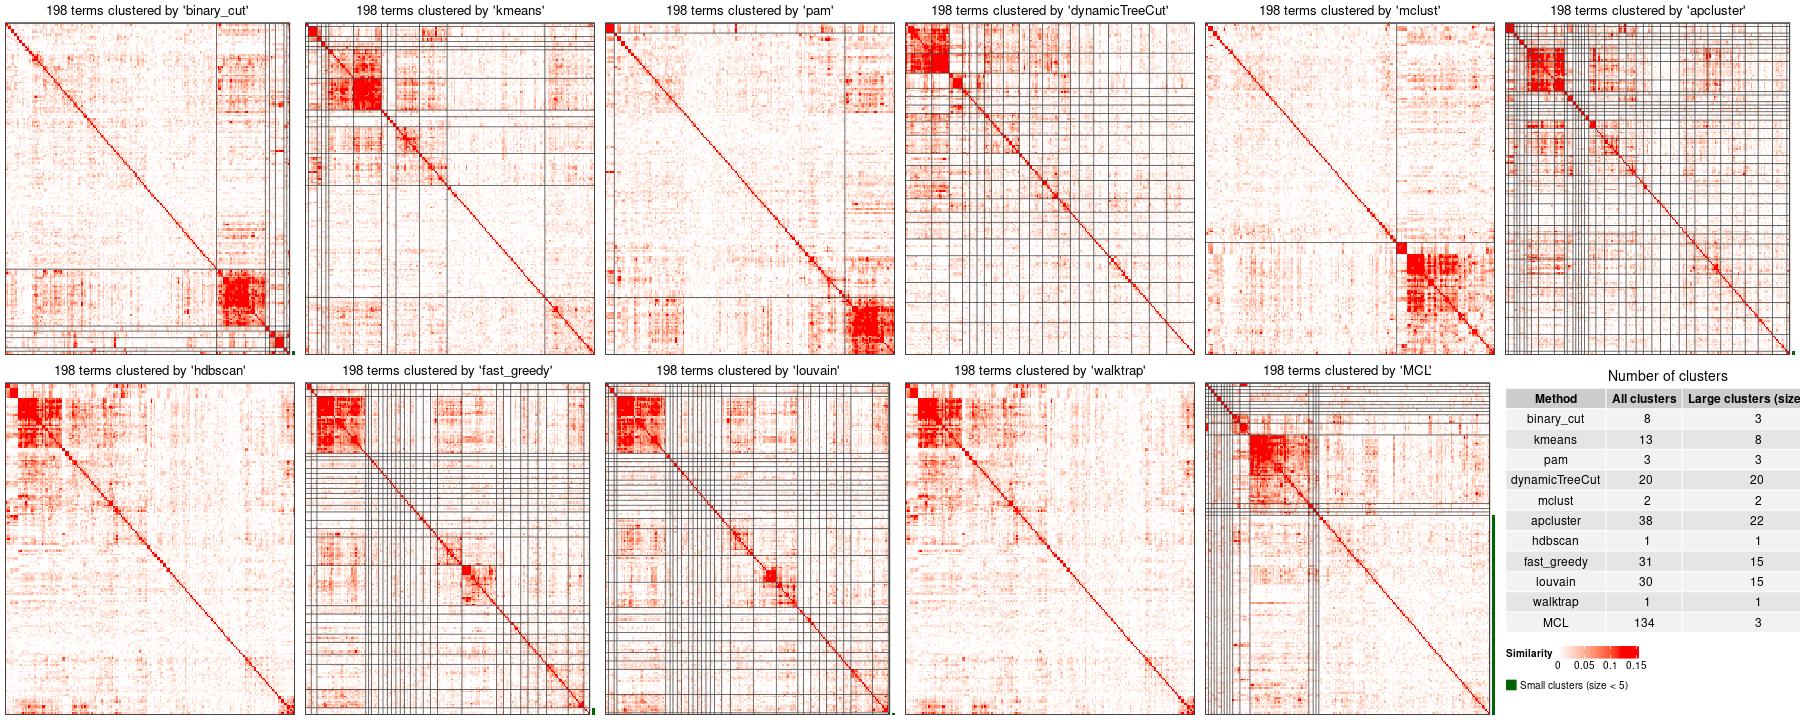 198 terms clustered by 'binary_cut'
198 terms clustered by 'kmeans'
198 terms clustered by 'pam'
198 terms clustered by 'dynamicTreeCut'
198 terms clustered by 'mclust'
198 terms clustered by 'apcluster'
198 terms clustered by 'hdbscan'
198 terms clustered by 'fast_greedy'
198 terms clustered by 'louvain'
198 terms clustered by 'walktrap'
198 terms clustered by 'MCL'
Number of clusters
Method All clusters Large clusters (size
binary_cut 8 3
kmeans 13 8
pam 3 3
dynamicTreeCut 20 20
mclust 2 2
apcluster 38 22
hdbscan 1 1
fast_greedy 31 15
louvain 30 15
walktrap 1 1
MCL 134 3
Similarity
0 0.05 0.1 0.15
Small clusters (size < 5)